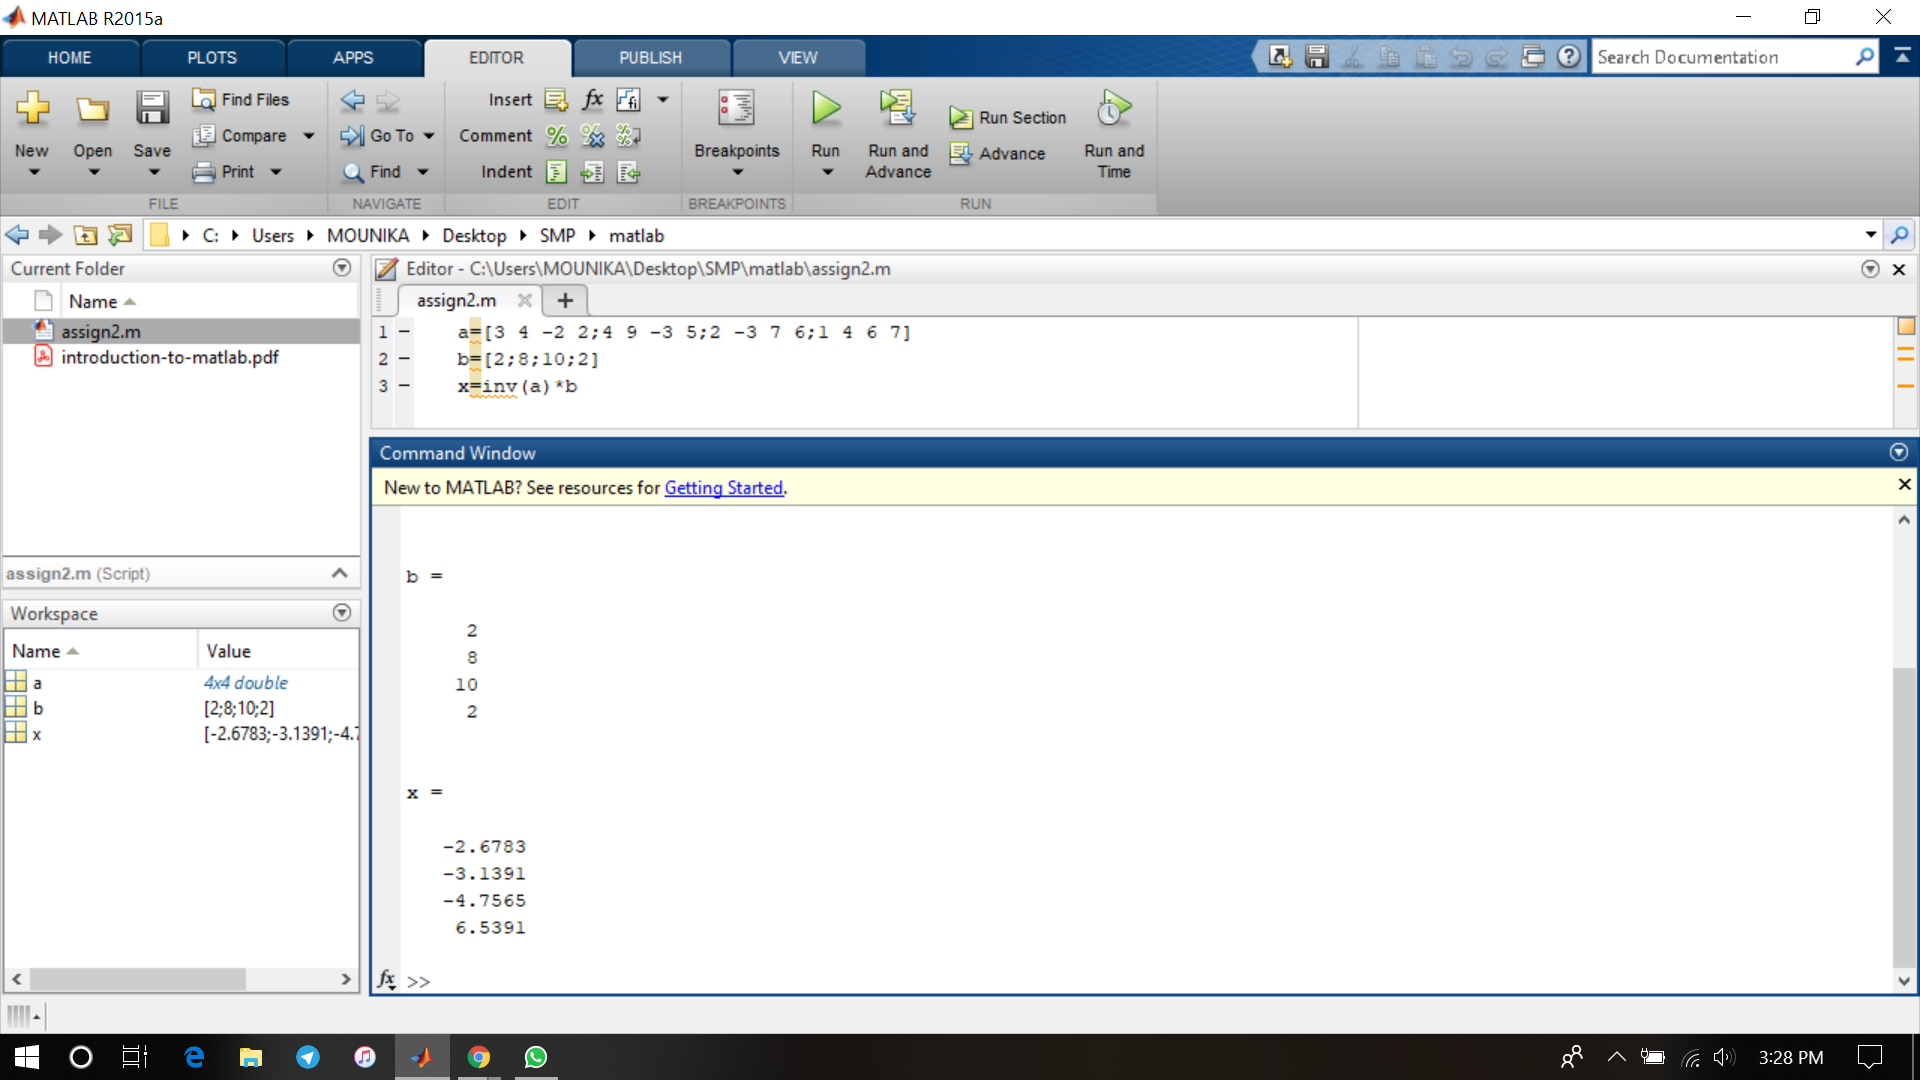 MATLAB R2015a
HOME PLOTS APPS EDITOR PUBLISH VIEW Search Documentation
New Open Save Find Files Compare Print
FILE
Go To Find
NAVIGATE
Insert fx fi
Comment % % %
Indent
EDIT
Breakpoints
BREAKPOINTS
Run Run and Advance Run Section Advance Run and Time
RUN
C: Users MOUNIKA Desktop SMP matlab
Current Folder
Name
assign2.m
introduction-to-matlab.pdf
assign2.m (Script)
Workspace
Name Value
a 4x4 double
b [2;8;10;2]
x [-2.6783;-3.1391;-4.7
Editor - C:\Users\MOUNIKA\Desktop\SMP\matlab\assign2.m
assign2.m +
1 - a=[3 4 -2 2;4 9 -3 5;2 -3 7 6;1 4 6 7]
2 - b=[2;8;10;2]
3 - x=inv(a)*b
Command Window
New to MATLAB? See resources for Getting Started.
b =
2
8
10
2
x =
-2.6783
-3.1391
-4.7565
6.5391
fx >>
3:28 PM